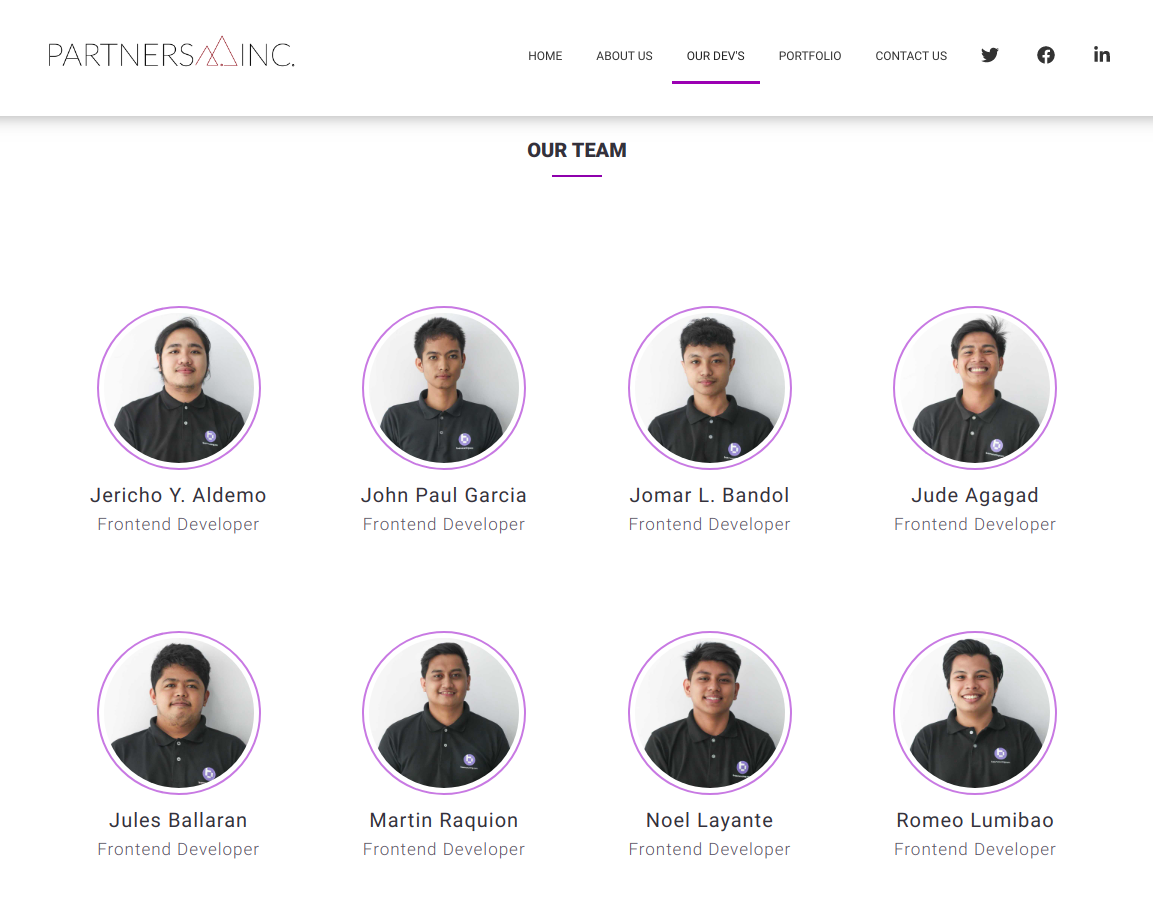 PARTNERS INC.
HOME ABOUT US OUR DEV'S PORTFOLIO CONTACT US
OUR TEAM
Jericho Y. Aldemo John Paul Garcia Jomar L. Bandol Jude Agagad
Frontend Developer Frontend Developer Frontend Developer Frontend Developer
Jules Ballaran Martin Raquion Noel Layante Romeo Lumibao
Frontend Developer Frontend Developer Frontend Developer Frontend Developer